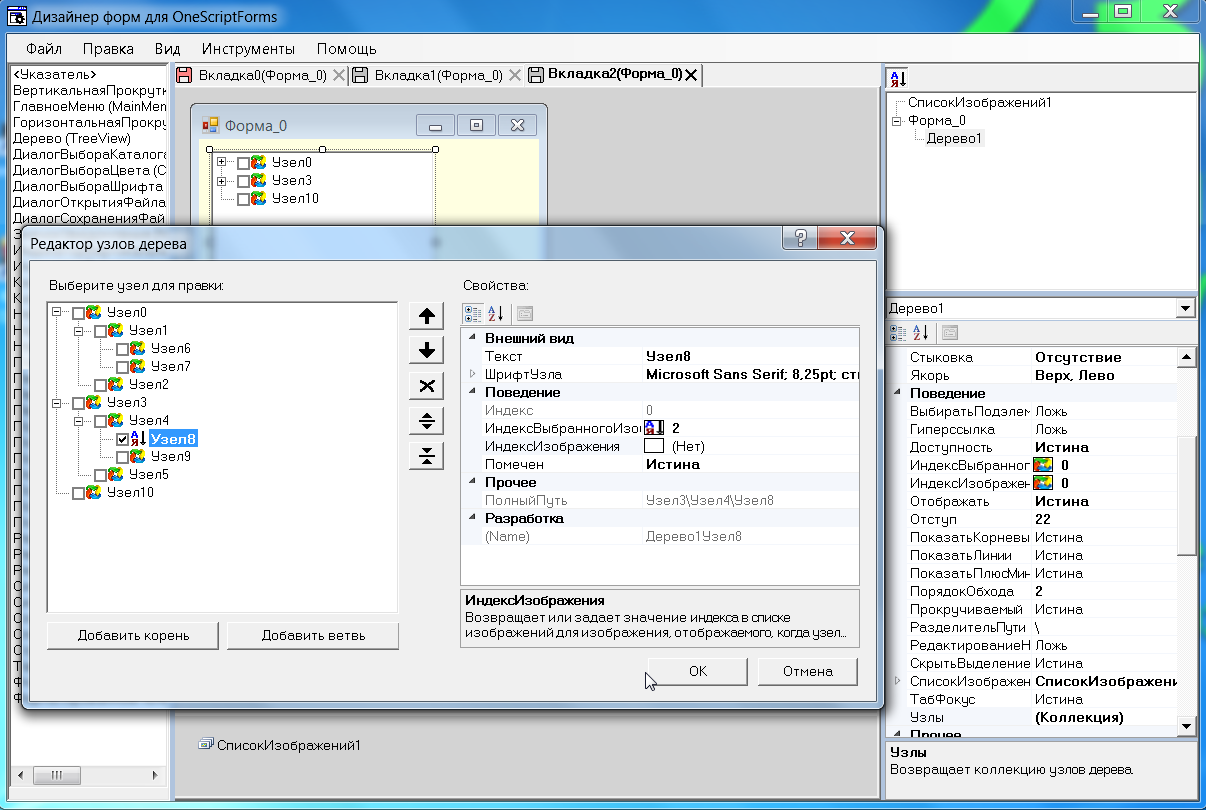 Дизайнер форм для OneScriptForms
Файл Правка Вид Инструменты Помощь
<Указатель>
ВертикальнаяПрокрутк
ГлавноеМеню (MainMen
ГоризонтальнаяПрокру
Дерево (TreeView)
ДиалогВыбораКаталога
ДиалогВыбораЦвета (С
ДиалогВыбораШрифта
ДиалогОткрытияФайла
ДиалогСохраненияФай
Вкладка0(Форма_0) Вкладка1(Форма_0) Вкладка2(Форма_0)
Форма_0
Узел0
Узел3
Узел10
Редактор узлов дерева
Выберите узел для правки:
Узел0
Узел1
Узел6
Узел7
Узел2
Узел3
Узел4
Узел8
Узел9
Узел5
Узел10
Добавить корень Добавить ветвь
Свойства:
Внешний вид
Текст Узел8
ШрифтУзла Microsoft Sans Serif; 8,25pt; сти
Поведение
Индекс 0
ИндексВыбранногоИзо 2
ИндексИзображения (Нет)
Помечен Истина
Прочее
ПолныйПуть Узел3\Узел4\Узел8
Разработка
(Name) Дерево1Узел8
ИндексИзображения
Возвращает или задает значение индекса в списке
изображений для изображения, отображаемого, когда узел...
OK Отмена
СписокИзображений1
СписокИзображений1
Форма_0
Дерево1
Дерево1
Стыковка Отсутствие
Якорь Верх, Лево
Поведение
ВыбиратьПодэлем Ложь
Гиперссылка Ложь
Доступность Истина
ИндексВыбранног 0
ИндексИзображен 0
Отображать Истина
Отступ 22
ПоказатьКорневы Истина
ПоказатьЛинии Истина
ПоказатьПлюсМин Истина
ПорядокОбхода 2
Прокручиваемый Истина
РазделительПути \
РедактированиеН Ложь
СкрытьВыделение Истина
СписокИзображен СписокИзображени
ТабФокус Истина
Узлы (Коллекция)
Прочее
Узлы
Возвращает коллекцию узлов дерева.